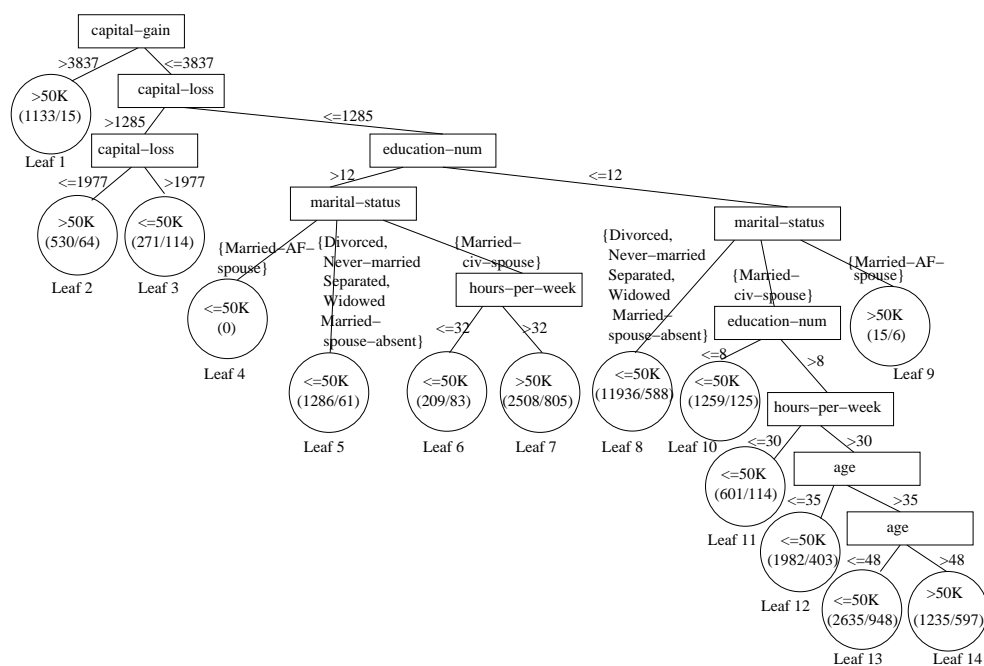 capital−gain
>3837
<=3837
>50K
(1133/15)
Leaf 1
capital−loss
>1285
<=1285
capital−loss
education−num
<=1977
>1977
>50K
(530/64)
Leaf 2
<=50K
(271/114)
Leaf 3
>12
<=12
marital−status
marital−status
{Married−AF−
spouse}
{Divorced,
Never−married
Separated,
Widowed
Married−
spouse−absent}
{Married−
civ−spouse}
<=50K
(0)
Leaf 4
<=50K
(1286/61)
Leaf 5
hours−per−week
<=32
>32
<=50K
(209/83)
Leaf 6
>50K
(2508/805)
Leaf 7
{Divorced,
Never−married
Separated,
Widowed
Married−
spouse−absent}
{Married−
civ−spouse}
{Married−AF−
spouse}
<=50K
(11936/588)
Leaf 8
education−num
>50K
(15/6)
Leaf 9
<=8
>8
<=50K
(1259/125)
Leaf 10
hours−per−week
<=30
>30
<=50K
(601/114)
Leaf 11
age
<=35
>35
<=50K
(1982/403)
Leaf 12
age
<=48
>48
<=50K
(2635/948)
Leaf 13
>50K
(1235/597)
Leaf 14